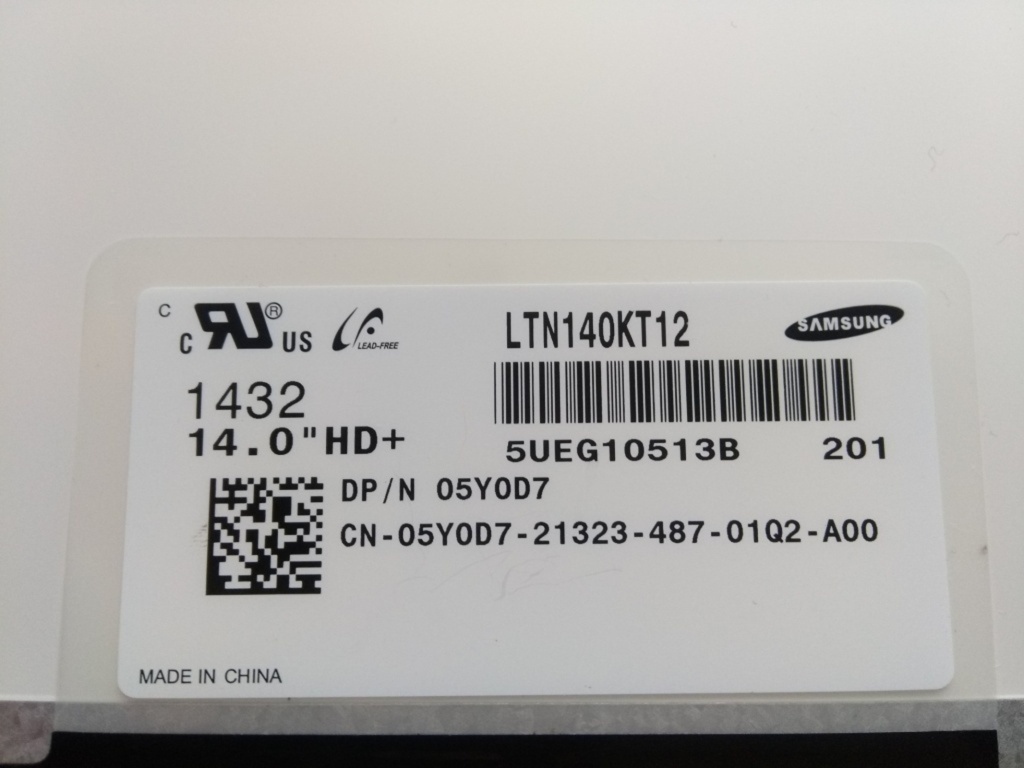 C
C RU ® US
LEAD-FREE
LTN140KT12
SAMSUNG
1432
14.0"HD+
5UEG10513B 201
DP/N 05Y0D7
CN-05Y0D7-21323-487-01Q2-A00
MADE IN CHINA